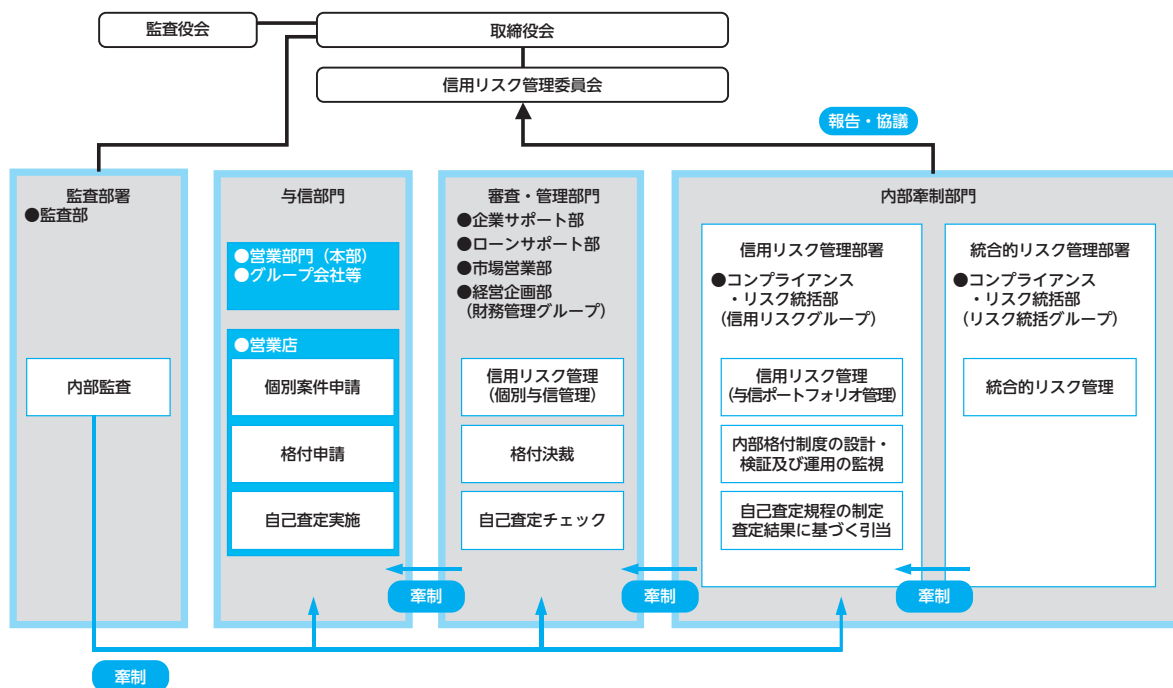 監査役会
取締役会
信用リスク管理委員会
報告・協議
監査部署
●監査部
内部監査
与信部門
●営業部門（本部）
●グループ会社等
●営業店
個別案件申請
格付申請
自己査定実施
審査・管理部門
●企業サポート部
●ローンサポート部
●市場営業部
●経営企画部
（財務管理グループ）
信用リスク管理
（個別与信管理）
格付決裁
自己査定チェック
内部牽制部門
信用リスク管理部署
●コンプライアンス
・リスク統括部
（信用リスクグループ）
信用リスク管理
（与信ポートフォリオ管理）
内部格付制度の設計・
検証及び運用の監視
自己査定規程の制定
査定結果に基づく引当
統合的リスク管理部署
●コンプライアンス
・リスク統括部
（リスク統括グループ）
統合的リスク管理
牽制
牽制
牽制
牽制